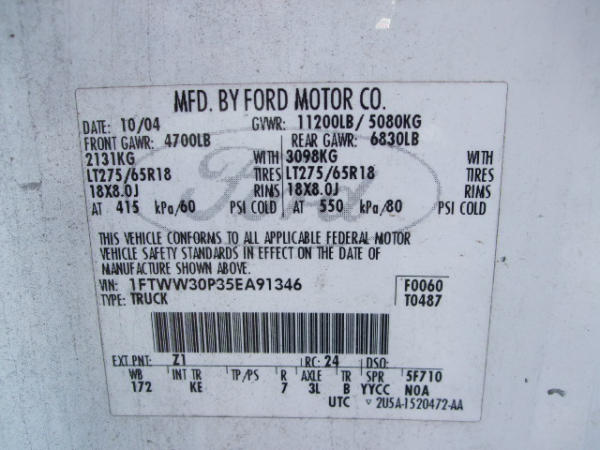 MFD. BY FORD MOTOR CO.
DATE: 10/04 GVWR: 11200LB/ 5080KG
FRONT GAWR: 4700LB REAR GAWR: 6830LB
2131KG WITH 3098KG WITH
LT275/65R18 TIRES LT275/65R18 TIRES
18X8.0J RIMS 18X8.0J RIMS
AT 415 kPa/60 PSI COLD AT 550 kPa/80 PSI COLD
Ford
THIS VEHICLE CONFORMS TO ALL APPLICABLE FEDERAL MOTOR
VEHICLE SAFETY STANDARDS IN EFFECT ON THE DATE OF
MANUFACTURE SHOWN ABOVE.
VIN: 1FTWW30P35EA91346 F0060
TYPE: TRUCK T0487
EXT PNT: Z1 RC: 24 DSO:
WB INT TR TP/PS R AXLE TR SPR 5F710
172 KE 7 3L B YYCC N0A
UTC ▽ 2U5A-1520472-AA